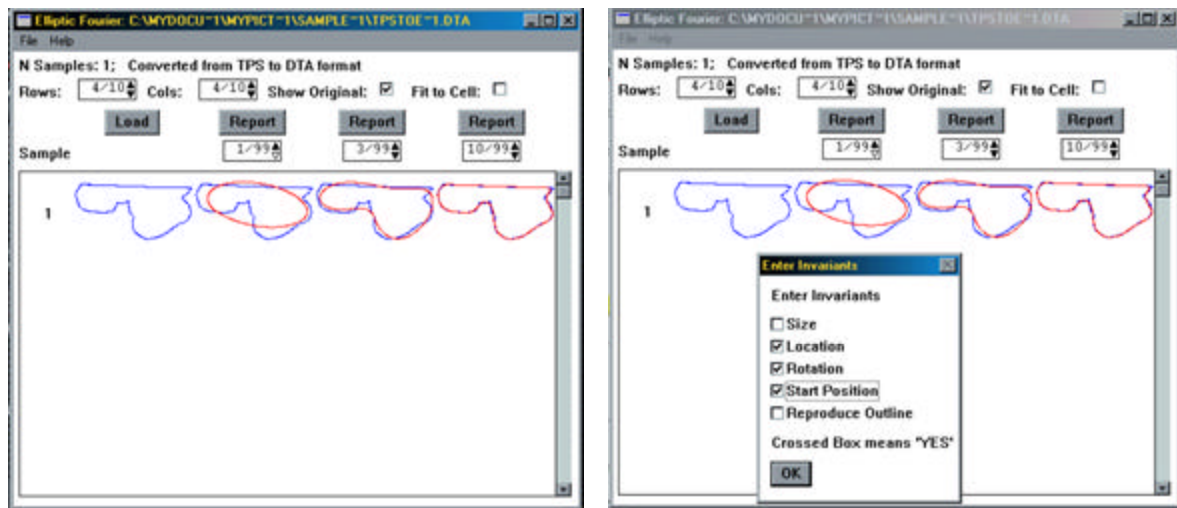 Elliptic Fourier: C:\MYDOCU~1\MYPICT~1\SAMPLE~1\TPSTOE~1.DTA
File Help
N Samples: 1; Converted from TPS to DTA format
Rows: 4/10 Cols: 4/10 Show Original: Fit to Cell:
Load Report Report Report
Sample 1/99 3/99 10/99
1
Elliptic Fourier: C:\MYDOCU~1\MYPICT~1\SAMPLE~1\TPSTOE~1.DTA
File Help
N Samples: 1; Converted from TPS to DTA format
Rows: 4/10 Cols: 4/10 Show Original: Fit to Cell:
Load Report Report Report
Sample 1/99 3/99 10/99
1
Enter Invariants
Enter Invariants
Size
Location
Rotation
Start Position
Reproduce Outline
Crossed Box means "YES"
OK